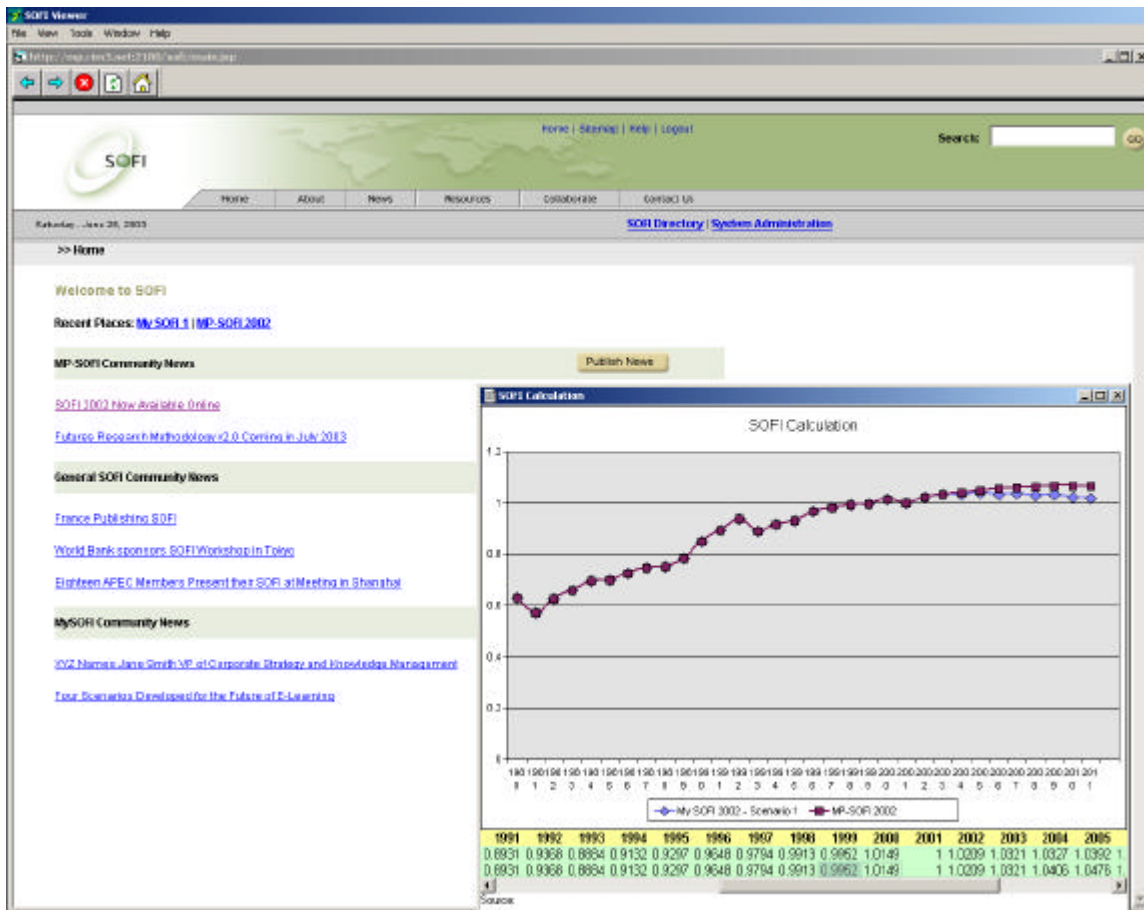 SOFI Viewer
File View Tools Window Help
Home | Sitemap | Help | Logout
Search:
GO
SOFI
Home About News Resources Collaborate Contact Us
Saturday, June 28, 2003
SOFI Directory | System Administration
>> Home
Welcome to SOFI
Recent Places: My SOFI 1 | MP-SOFI 2002
MP-SOFI Community News
Publish News
SOFI 2002 Now Available Online
Futures Research Methodology v2.0 Coming in July 2003
General SOFI Community News
France Publishing SOFI
World Bank sponsors SOFI Workshop in Tokyo
Eighteen APEC Members Present their SOFI at Meeting in Shanghai
MySOFI Community News
XYZ Names Jane Smith VP of Corporate Strategy and Knowledge Management
Four Scenarios Developed for the Future of E-Learning
SOFI Calculation
SOFI Calculation
1.2
1
0.8
0.6
0.4
0.2
0
My SOFI 2002 - Scenario 1 MP-SOFI 2002
1991 1992 1993 1994 1995 1996 1997 1998 1999 2000 2001 2002 2003 2004 2005
0.8931 0.9368 0.8864 0.9132 0.9297 0.9648 0.9794 0.9913 0.9952 1.0149 1 1.0209 1.0321 1.0327 1.0392 1.
0.8931 0.9368 0.8864 0.9132 0.9297 0.9648 0.9794 0.9913 0.9952 1.0149 1 1.0209 1.0321 1.0406 1.0476 1.
Source: